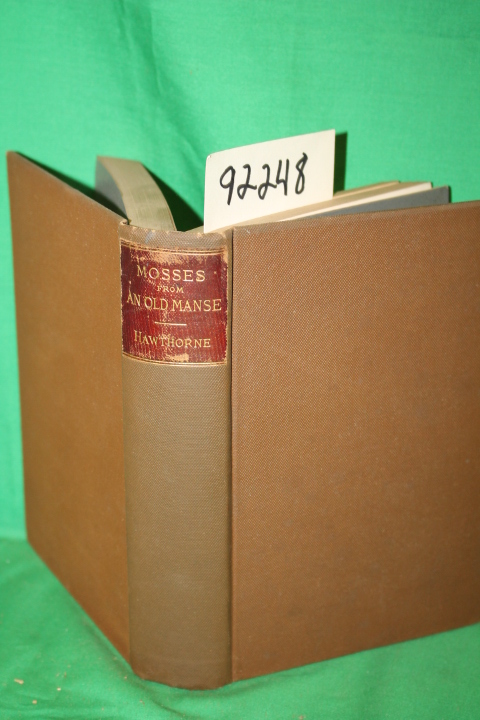 92248
MOSSES
FROM
AN OLD MANSE
HAWTHORNE